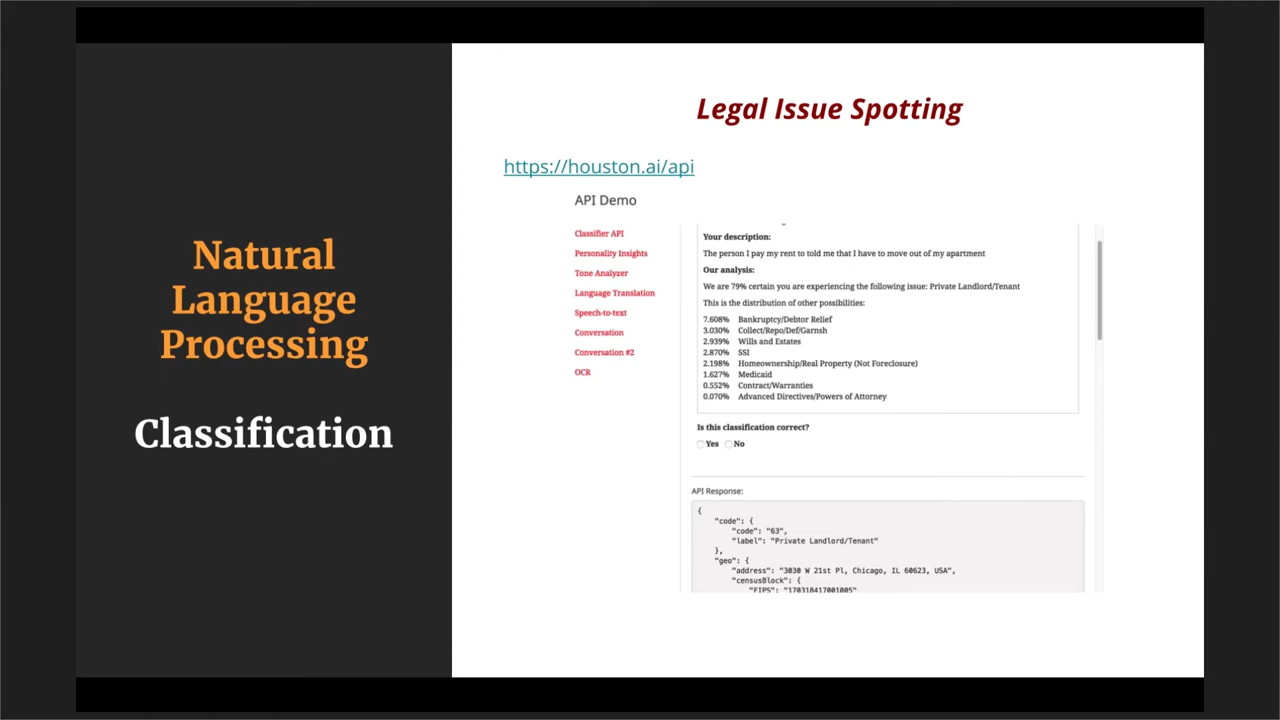 Natural
Language
Processing
Classification
Legal Issue Spotting
https://houston.ai/api
API Demo
Classifier API
Personality Insights
Tone Analyzer
Language Translation
Speech-to-text
Conversation
Conversation #2
OCR
Your description:
The person I pay my rent to told me that I have to move out of my apartment
Our analysis:
We are 79% certain you are experiencing the following issue: Private Landlord/Tenant
This is the distribution of other possibilities:
7.608% Bankruptcy/Debtor Relief
3.030% Collect/Repo/Def/Garnsh
2.939% Wills and Estates
2.870% SSI
2.198% Homeownership/Real Property (Not Foreclosure)
1.627% Medicaid
0.552% Contract/Warranties
0.070% Advanced Directives/Powers of Attorney
Is this classification correct?
Yes No
API Response:
{
"code": {
"code": "63",
"label": "Private Landlord/Tenant"
},
"geo": {
"address": "3030 W 21st Pl, Chicago, IL 60623, USA",
"censusBlock": {
"FIPS": "170318417001005"